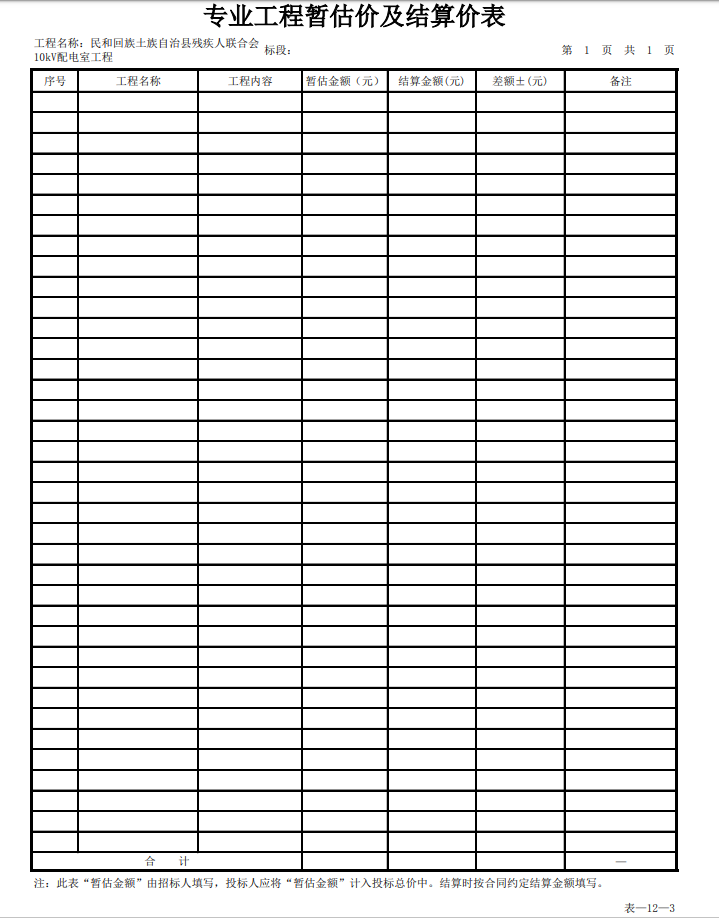 专业工程暂估价及结算价表
工程名称：民和回族土族自治县残疾人联合会
10kV配电室工程
标段：
第 1 页 共 1 页
序号 工程名称 工程内容 暂估金额（元） 结算金额(元) 差额±(元) 备注
合 计 —
注：此表“暂估金额”由招标人填写，投标人应将“暂估金额”计入投标总价中。结算时按合同约定结算金额填写。
表—12—3